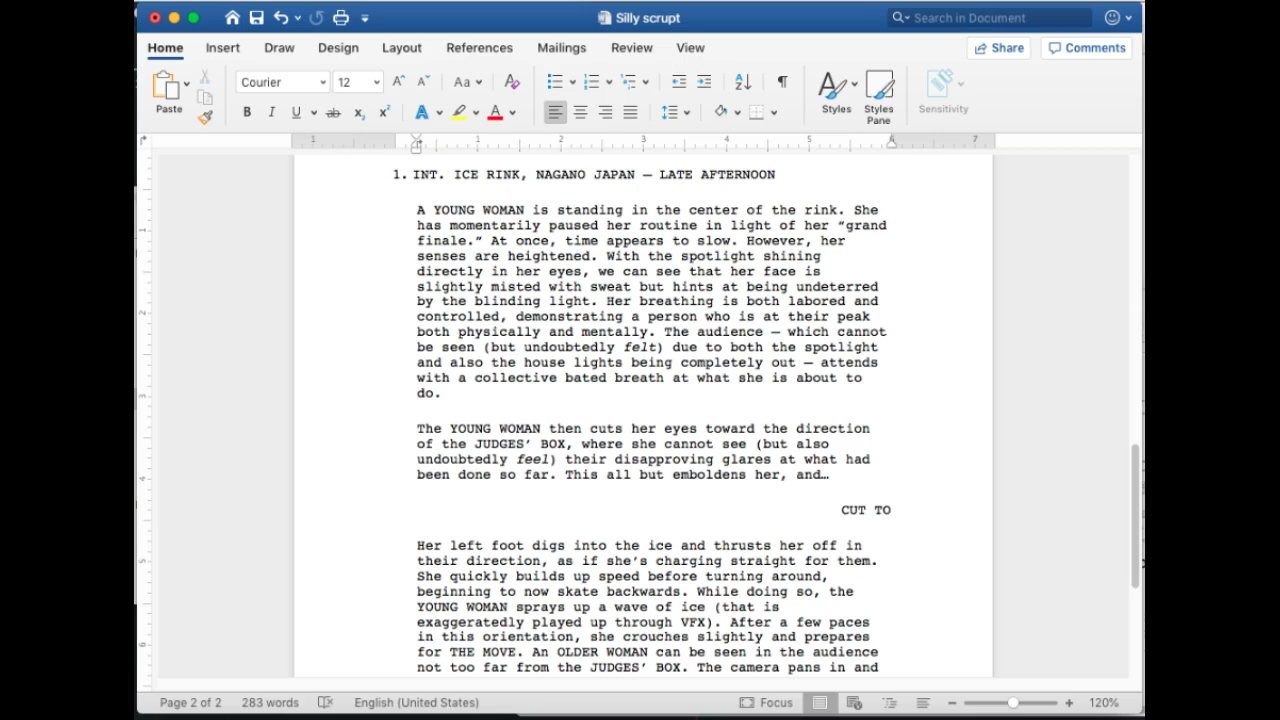 Silly scrupt
Search in Document
Home Insert Draw Design Layout References Mailings Review View
Share Comments
Paste
Courier 12
Aa
B I U ab x₂ x² A A
Styles
Styles Pane
Sensitivity
1 1 2 3 4 5 6 7
1. INT. ICE RINK, NAGANO JAPAN – LATE AFTERNOON
A YOUNG WOMAN is standing in the center of the rink. She
has momentarily paused her routine in light of her “grand
finale.” At once, time appears to slow. However, her
senses are heightened. With the spotlight shining
directly in her eyes, we can see that her face is
slightly misted with sweat but hints at being undeterred
by the blinding light. Her breathing is both labored and
controlled, demonstrating a person who is at their peak
both physically and mentally. The audience – which cannot
be seen (but undoubtedly felt) due to both the spotlight
and also the house lights being completely out – attends
with a collective bated breath at what she is about to
do.
The YOUNG WOMAN then cuts her eyes toward the direction
of the JUDGES’ BOX, where she cannot see (but also
undoubtedly feel) their disapproving glares at what had
been done so far. This all but emboldens her, and…
CUT TO
Her left foot digs into the ice and thrusts her off in
their direction, as if she’s charging straight for them.
She quickly builds up speed before turning around,
beginning to now skate backwards. While doing so, the
YOUNG WOMAN sprays up a wave of ice (that is
exaggeratedly played up through VFX). After a few paces
in this orientation, she crouches slightly and prepares
for THE MOVE. An OLDER WOMAN can be seen in the audience
not too far from the JUDGES’ BOX. The camera pans in and
Page 2 of 2 283 words English (United States) Focus 120%